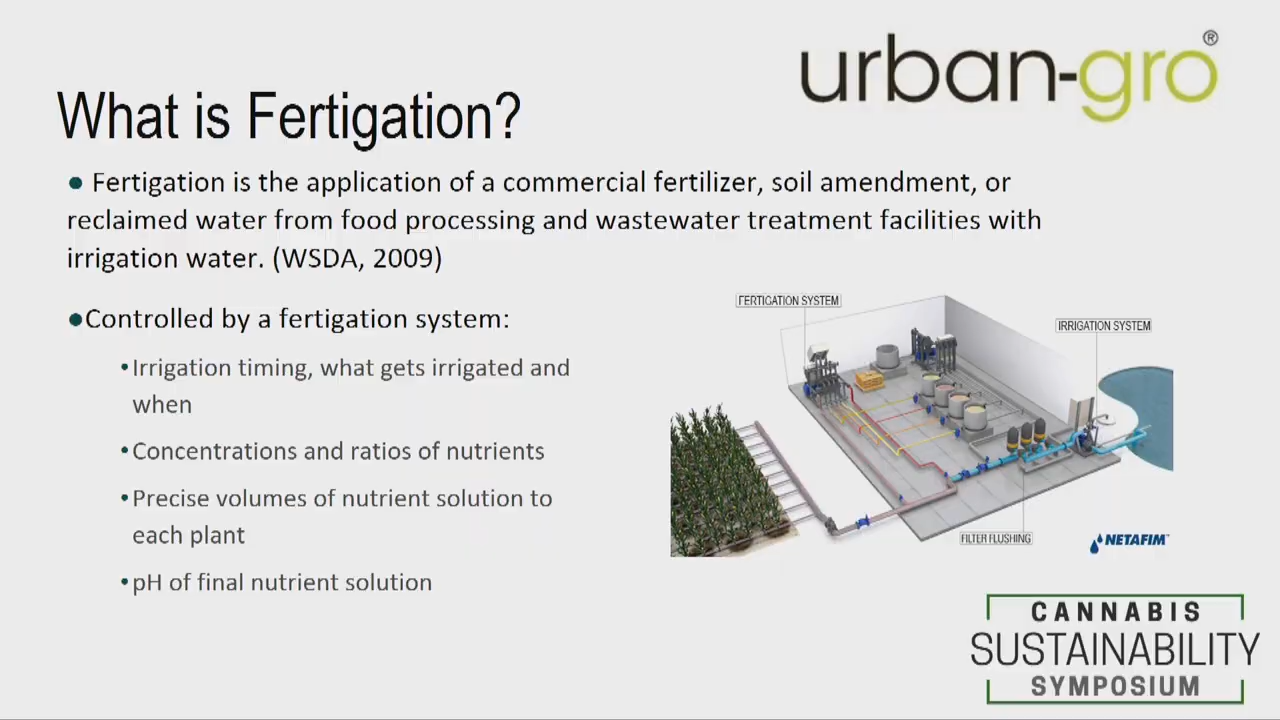 urban-gro®
What is Fertigation?
● Fertigation is the application of a commercial fertilizer, soil amendment, or
reclaimed water from food processing and wastewater treatment facilities with
irrigation water. (WSDA, 2009)
●Controlled by a fertigation system:
•Irrigation timing, what gets irrigated and
when
•Concentrations and ratios of nutrients
•Precise volumes of nutrient solution to
each plant
•pH of final nutrient solution
FERTIGATION SYSTEM
IRRIGATION SYSTEM
FILTER FLUSHING
NETAFIM™
CANNABIS
SUSTAINABILITY
SYMPOSIUM